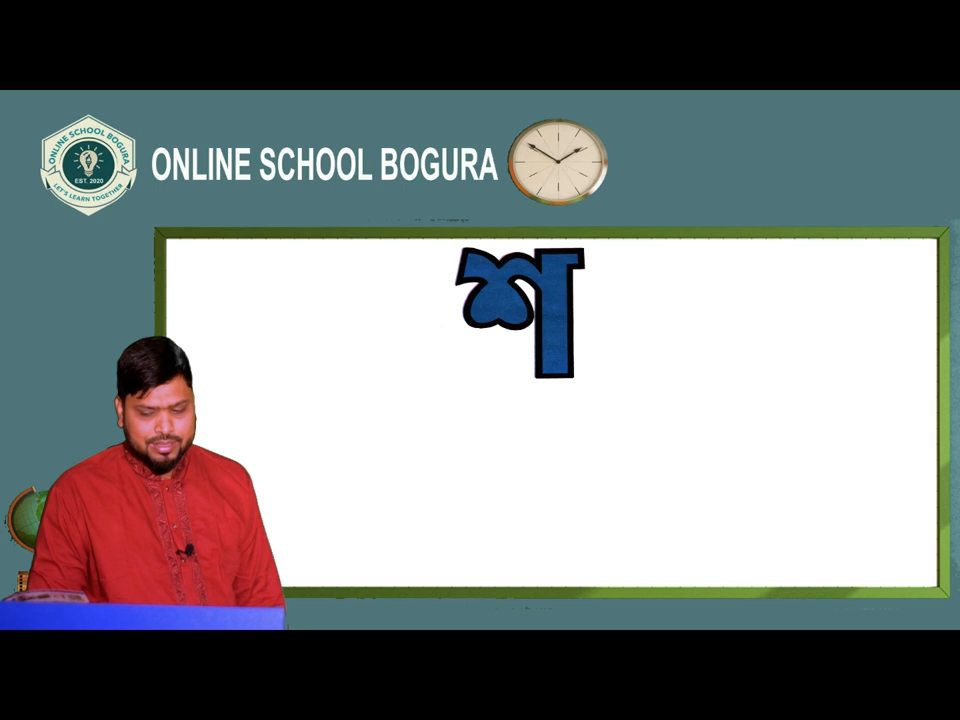 ONLINE SCHOOL BOGURA
EST. 2020
LET'S LEARN TOGETHER
ONLINE SCHOOL BOGURA
শ